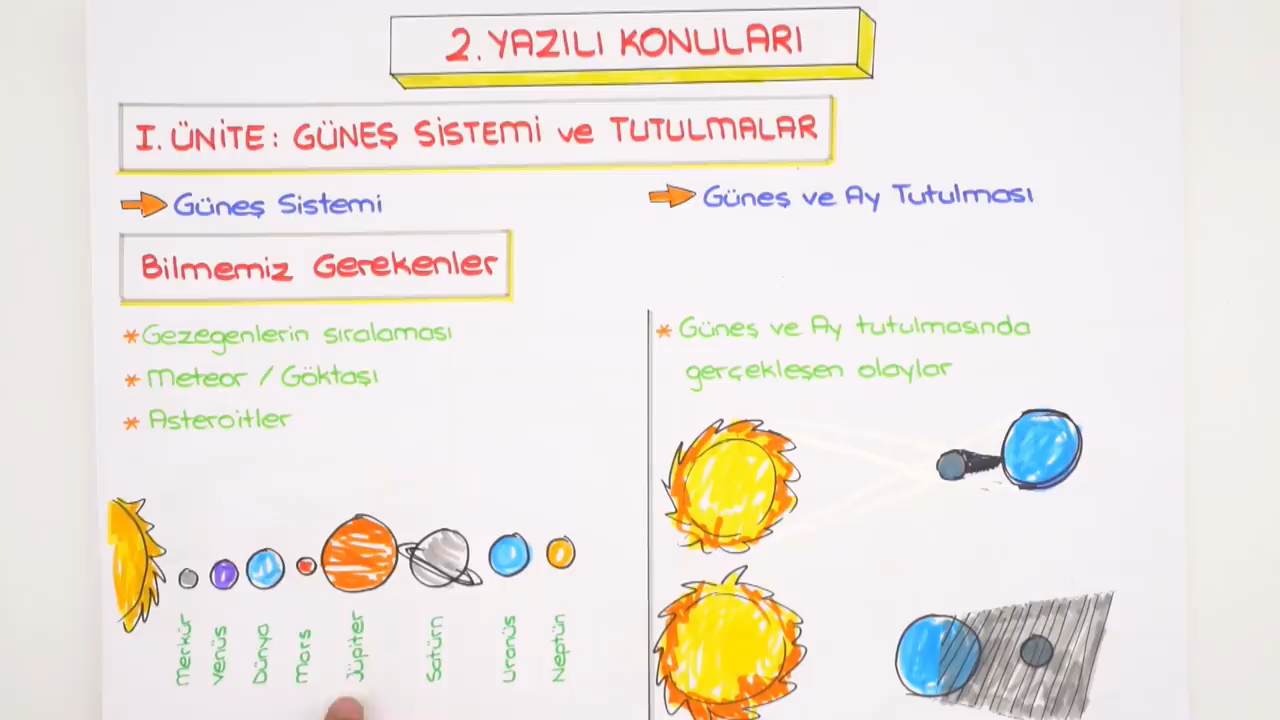 2. YAZILI KONULARI
I. ÜNİTE: GÜNEŞ SİSTEMİ ve TUTULMALAR
Güneş Sistemi
Güneş ve Ay Tutulması
Bilmemiz Gerekenler
* Gezegenlerin sıralaması
* Meteor / Göktaşı
* Asteroitler
Merkür
Venüs
Dünya
Mars
Jüpiter
Satürn
Uranüs
Neptün
* Güneş ve Ay tutulmasında
gerçekleşen olaylar